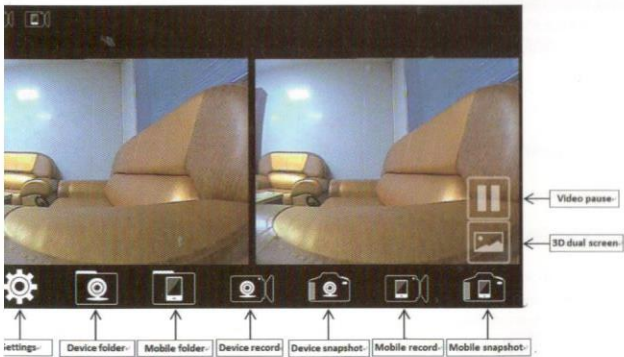 Video pause
3D dual screen
Settings
Device folder
Mobile folder
Device record
Device snapshot
Mobile record
Mobile snapshot